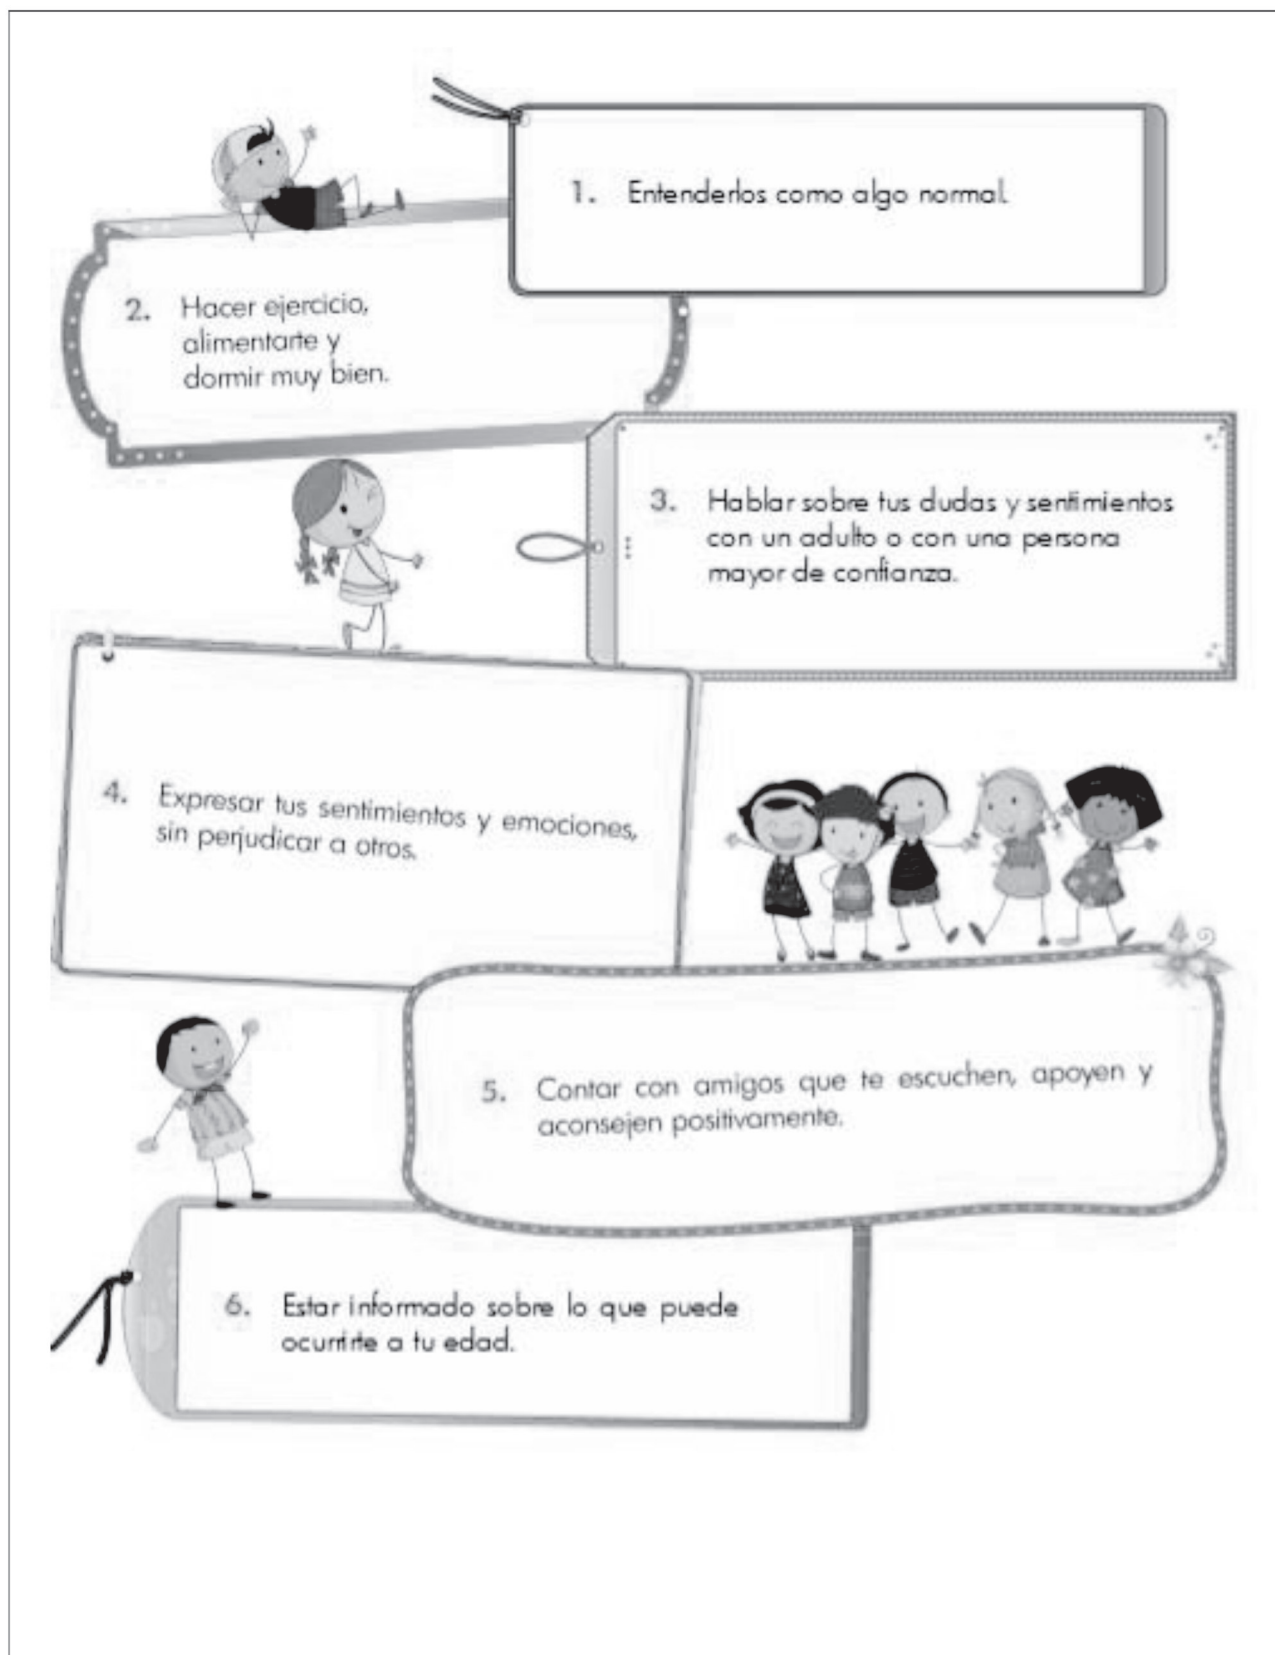 1. Entenderlos como algo normal.
2. Hacer ejercicio,
alimentarte y
dormir muy bien.
3. Hablar sobre tus dudas y sentimientos
con un adulto o con una persona
mayor de confianza.
4. Expresar tus sentimientos y emociones,
sin perjudicar a otros.
5. Contar con amigos que te escuchen, apoyen y
aconsejen positivamente.
6. Estar informado sobre lo que puede
ocurrirte a tu edad.